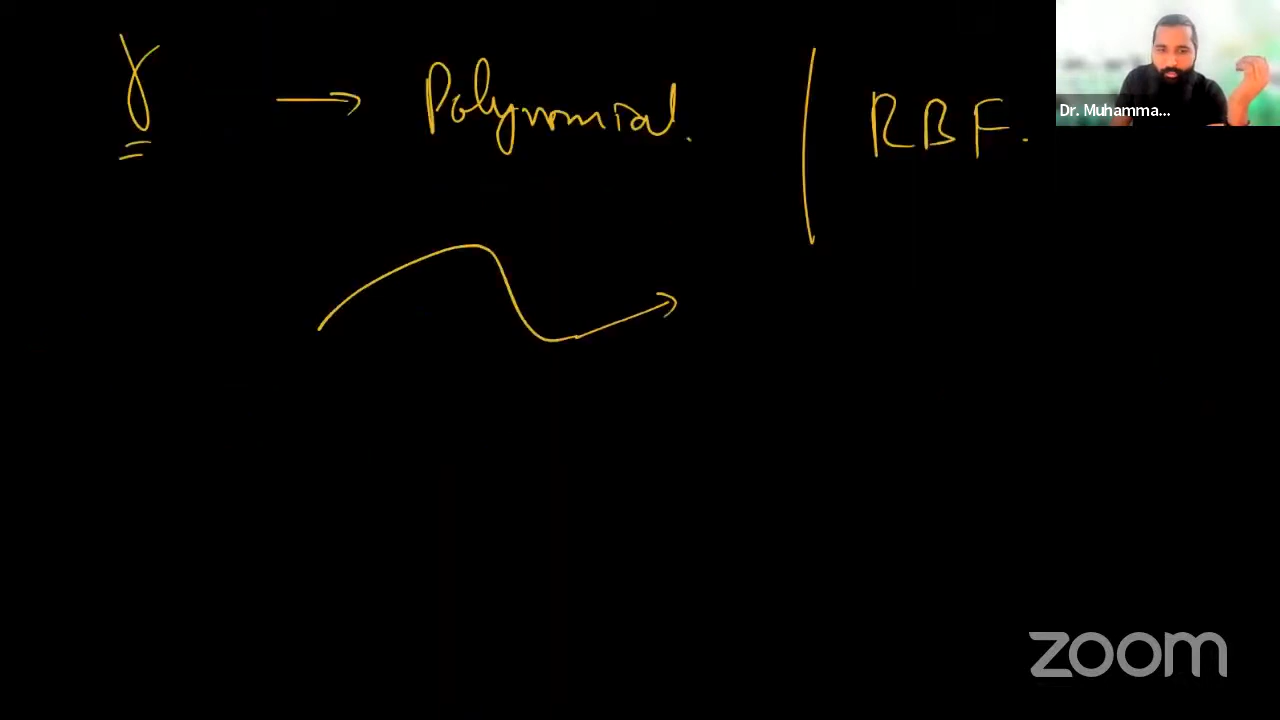 γ → Polynomial. | RBF.
Dr. Muhamma...
zoom